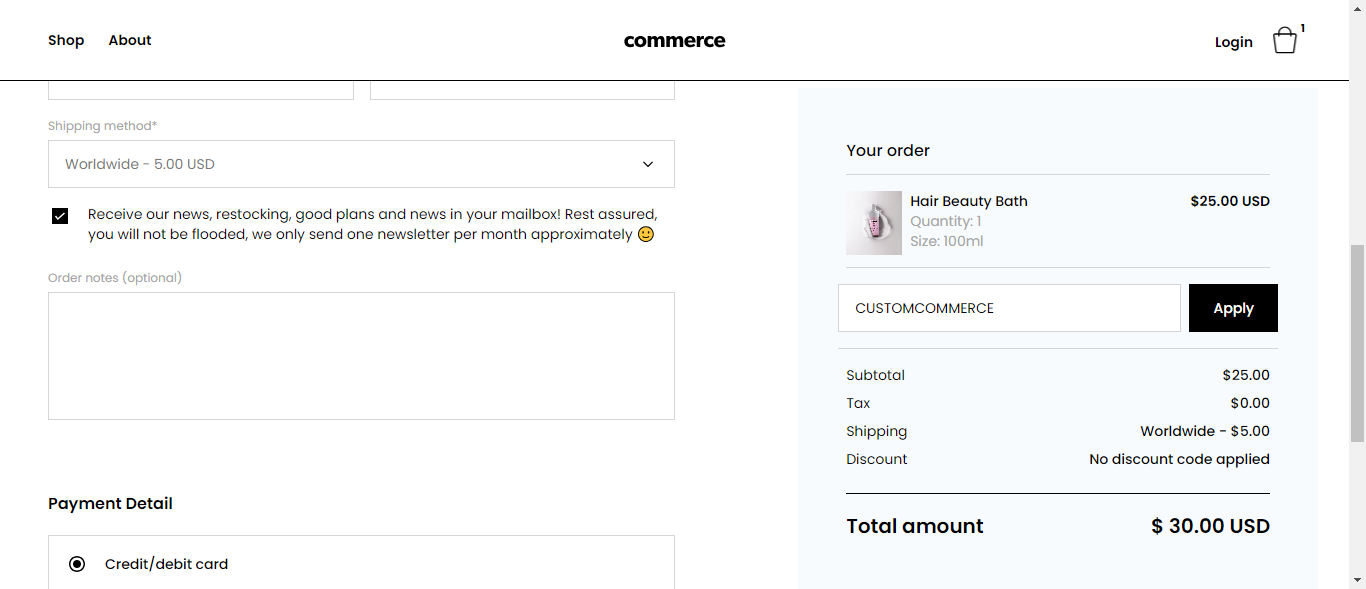 Shop About commerce Login 1
Shipping method*
Worldwide - 5.00 USD
Receive our news, restocking, good plans and news in your mailbox! Rest assured,
you will not be flooded, we only send one newsletter per month approximately 🙂
Order notes (optional)
Payment Detail
Credit/debit card
Your order
Hair Beauty Bath $25.00 USD
Quantity: 1
Size: 100ml
CUSTOMCOMMERCE Apply
Subtotal $25.00
Tax $0.00
Shipping Worldwide - $5.00
Discount No discount code applied
Total amount $ 30.00 USD